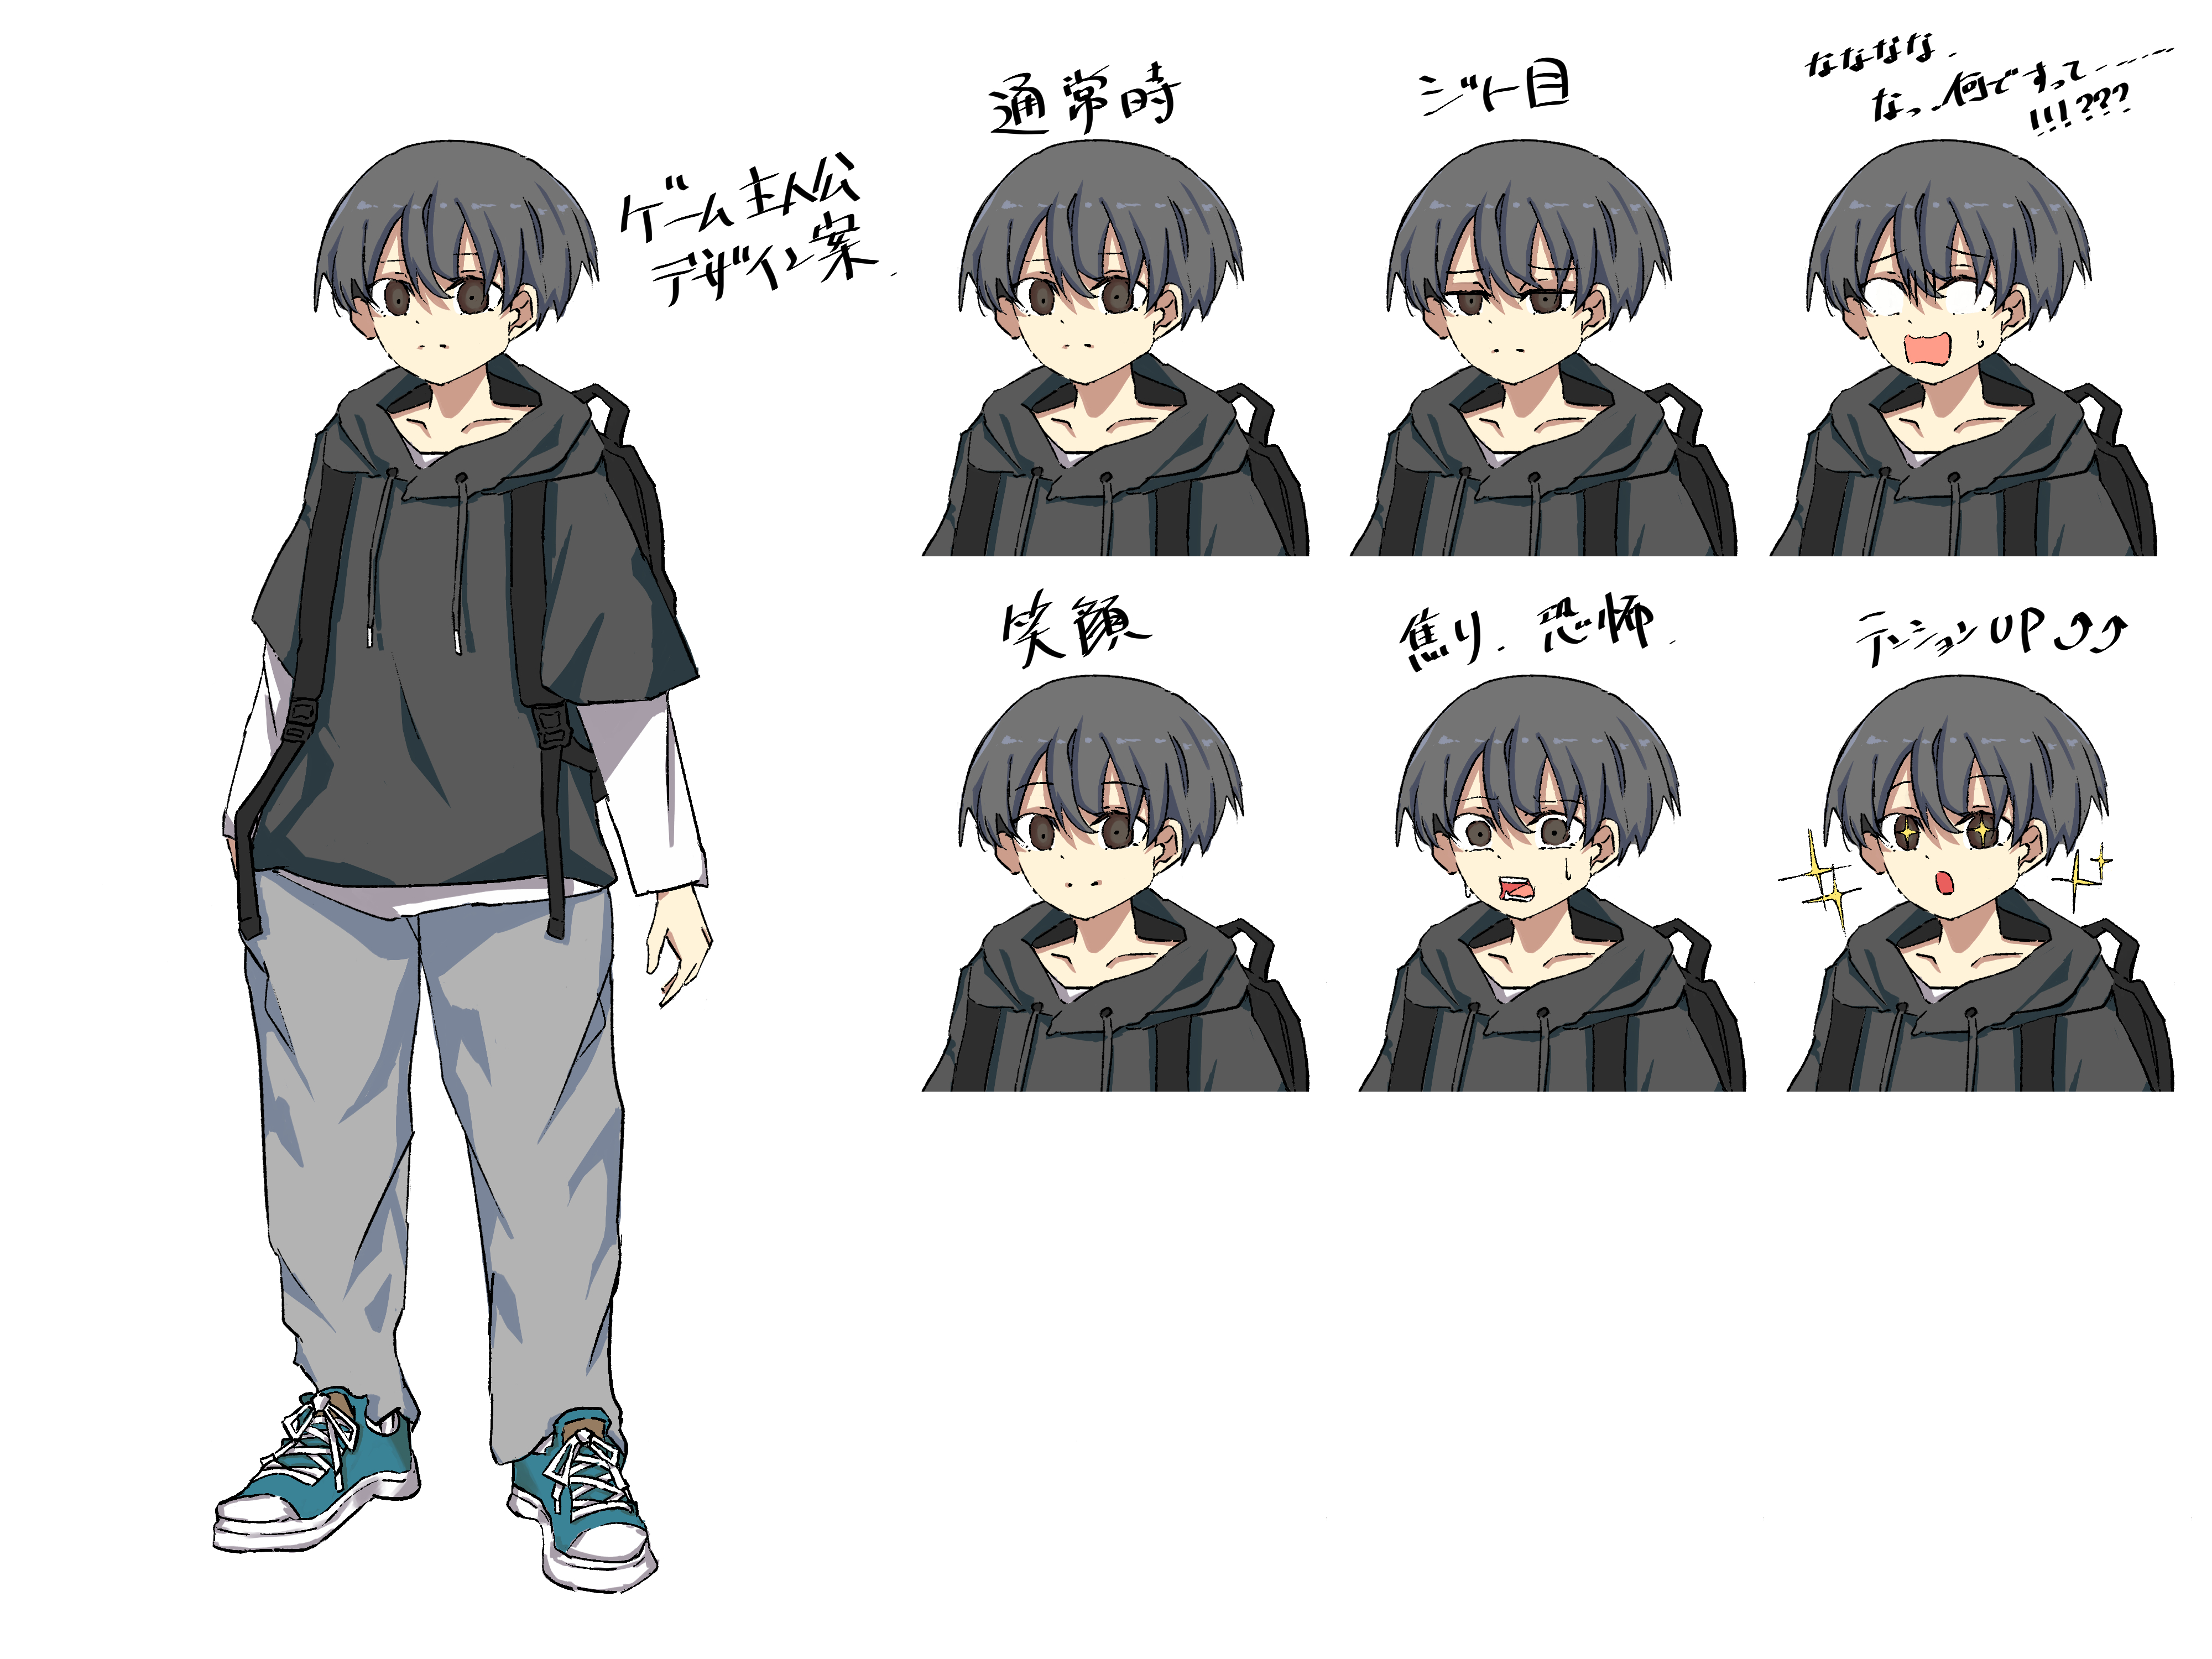 ゲーム主人公
デザイン案.
通常時
ジト目
なななな.
なっ..何ですって......
!!!???
笑顔
焦り.恐怖.
テンションUP⤴⤴